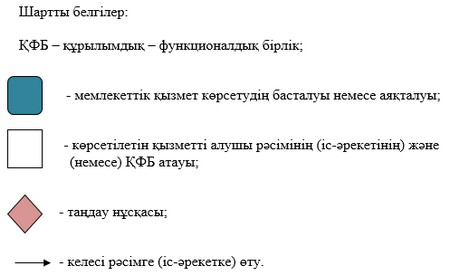 Шартты белгілер:
ҚФБ – құрылымдық – функционалдық бірлік;
- мемлекеттік қызмет көрсетудің басталуы немесе аяқталуы;
- көрсетілетін қызметті алушы рәсімінің (іс-әрекетінің) және
(немесе) ҚФБ атауы;
- таңдау нұсқасы;
- келесі рәсімге (іс-әрекетке) өту.